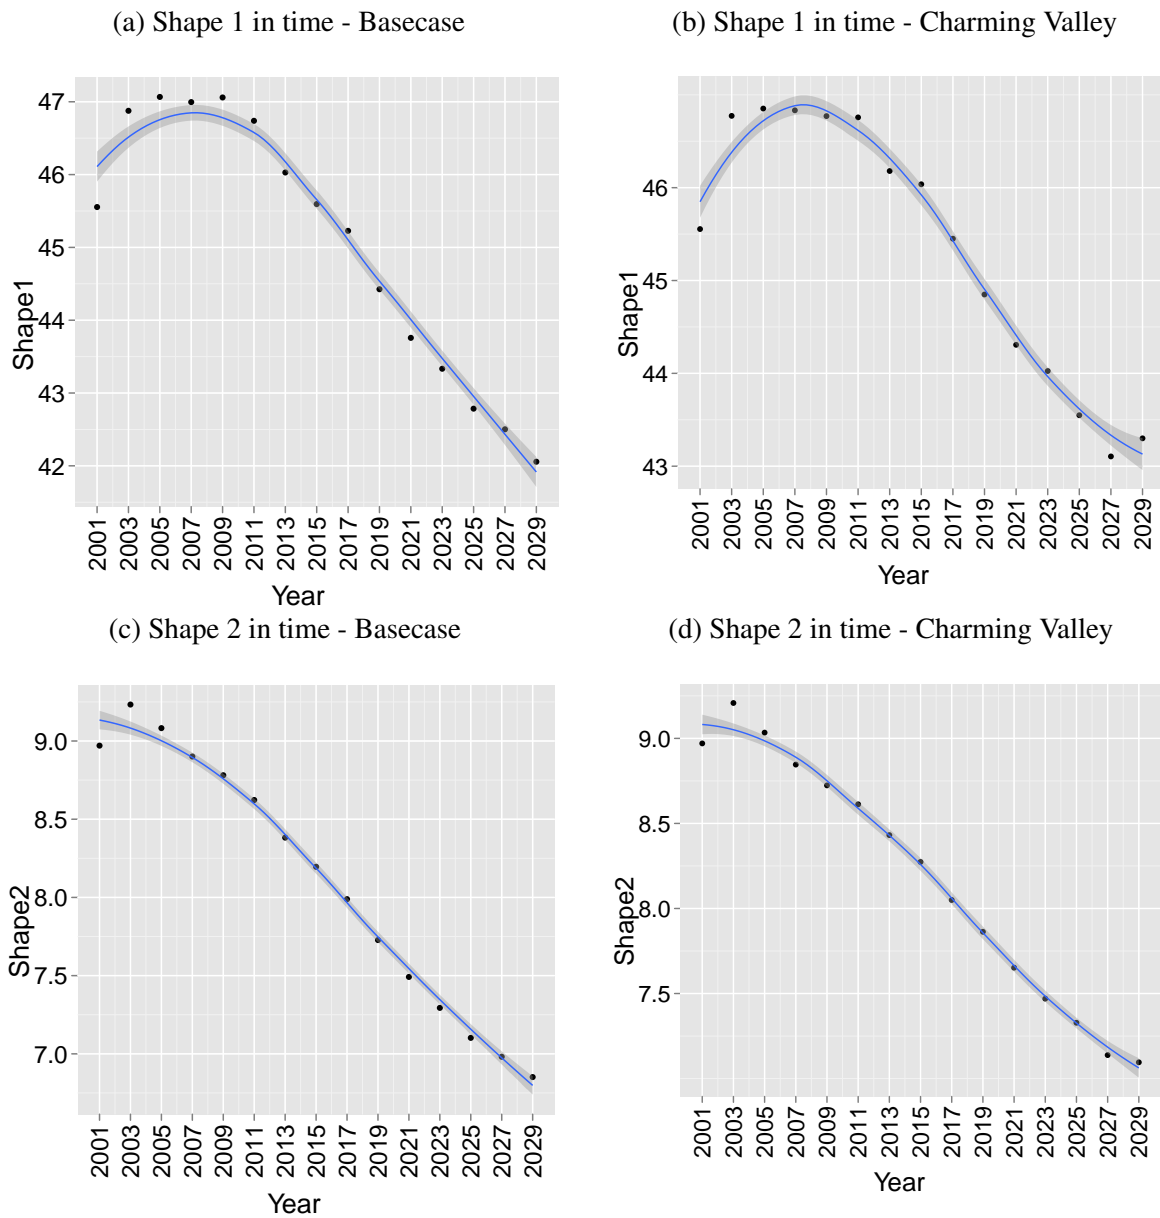 (a) Shape 1 in time - Basecase
47
46
45
44
43
42
Shape1
2001 2003 2005 2007 2009 2011 2013 2015 2017 2019 2021 2023 2025 2027 2029
Year
(b) Shape 1 in time - Charming Valley
46
45
44
43
Shape1
2001 2003 2005 2007 2009 2011 2013 2015 2017 2019 2021 2023 2025 2027 2029
Year
(c) Shape 2 in time - Basecase
9.0
8.5
8.0
7.5
7.0
Shape2
2001 2003 2005 2007 2009 2011 2013 2015 2017 2019 2021 2023 2025 2027 2029
Year
(d) Shape 2 in time - Charming Valley
9.0
8.5
8.0
7.5
Shape2
2001 2003 2005 2007 2009 2011 2013 2015 2017 2019 2021 2023 2025 2027 2029
Year